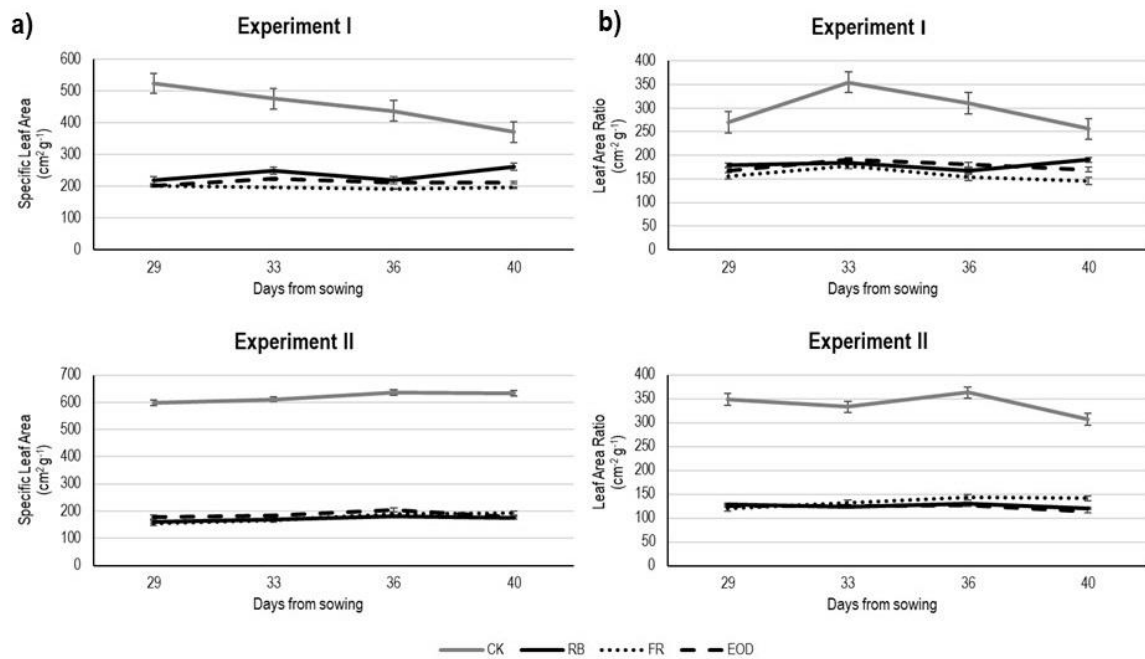 a)
Experiment I
Specific Leaf Area
(cm² g⁻¹)
600
500
400
300
200
100
0
29 33 36 40
Days from sowing
b)
Experiment I
Leaf Area Ratio
(cm⁻² g⁻¹)
400
350
300
250
200
150
100
50
0
29 33 36 40
Days from sowing
Experiment II
Specific Leaf Area
(cm² g⁻¹)
700
600
500
400
300
200
100
0
29 33 36 40
Days from sowing
Experiment II
Leaf Area Ratio
(cm⁻² g⁻¹)
400
350
300
250
200
150
100
50
0
29 33 36 40
Days from sowing
CK RB FR EOD